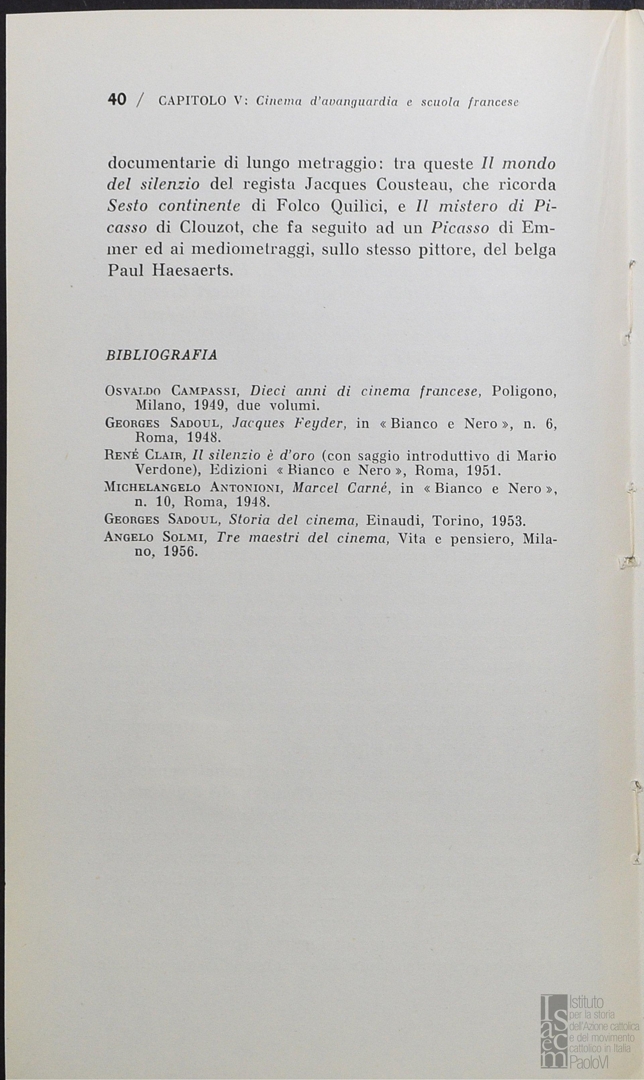 40 / CAPITOLO V: Cinema d'avanguardia e scuola francese
documentarie di lungo metraggio: tra queste Il mondo
del silenzio del regista Jacques Cousteau, che ricorda
Sesto continente di Folco Quilici, e Il mistero di Pi-
casso di Clouzot, che fa seguito ad un Picasso di Em-
mer ed ai mediometraggi, sullo stesso pittore, del belga
Paul Haesaerts.
BIBLIOGRAFIA
OSVALDO CAMPASSI, Dieci anni di cinema francese, Poligono,
Milano, 1949, due volumi.
GEORGES SADOUL, Jacques Feyder, in « Bianco e Nero », n. 6,
Roma, 1948.
RENÉ CLAIR, Il silenzio è d'oro (con saggio introduttivo di Mario
Verdone), Edizioni « Bianco e Nero », Roma, 1951.
MICHELANGELO ANTONIONI, Marcel Carné, in « Bianco e Nero »,
n. 10, Roma, 1948.
GEORGES SADOUL, Storia del cinema, Einaudi, Torino, 1953.
ANGELO SOLMI, Tre maestri del cinema, Vita e pensiero, Mila-
no, 1956.
Isacem
Istituto
per la storia
dell'Azione cattolica
e del movimento
cattolico in Italia
PaoloVI